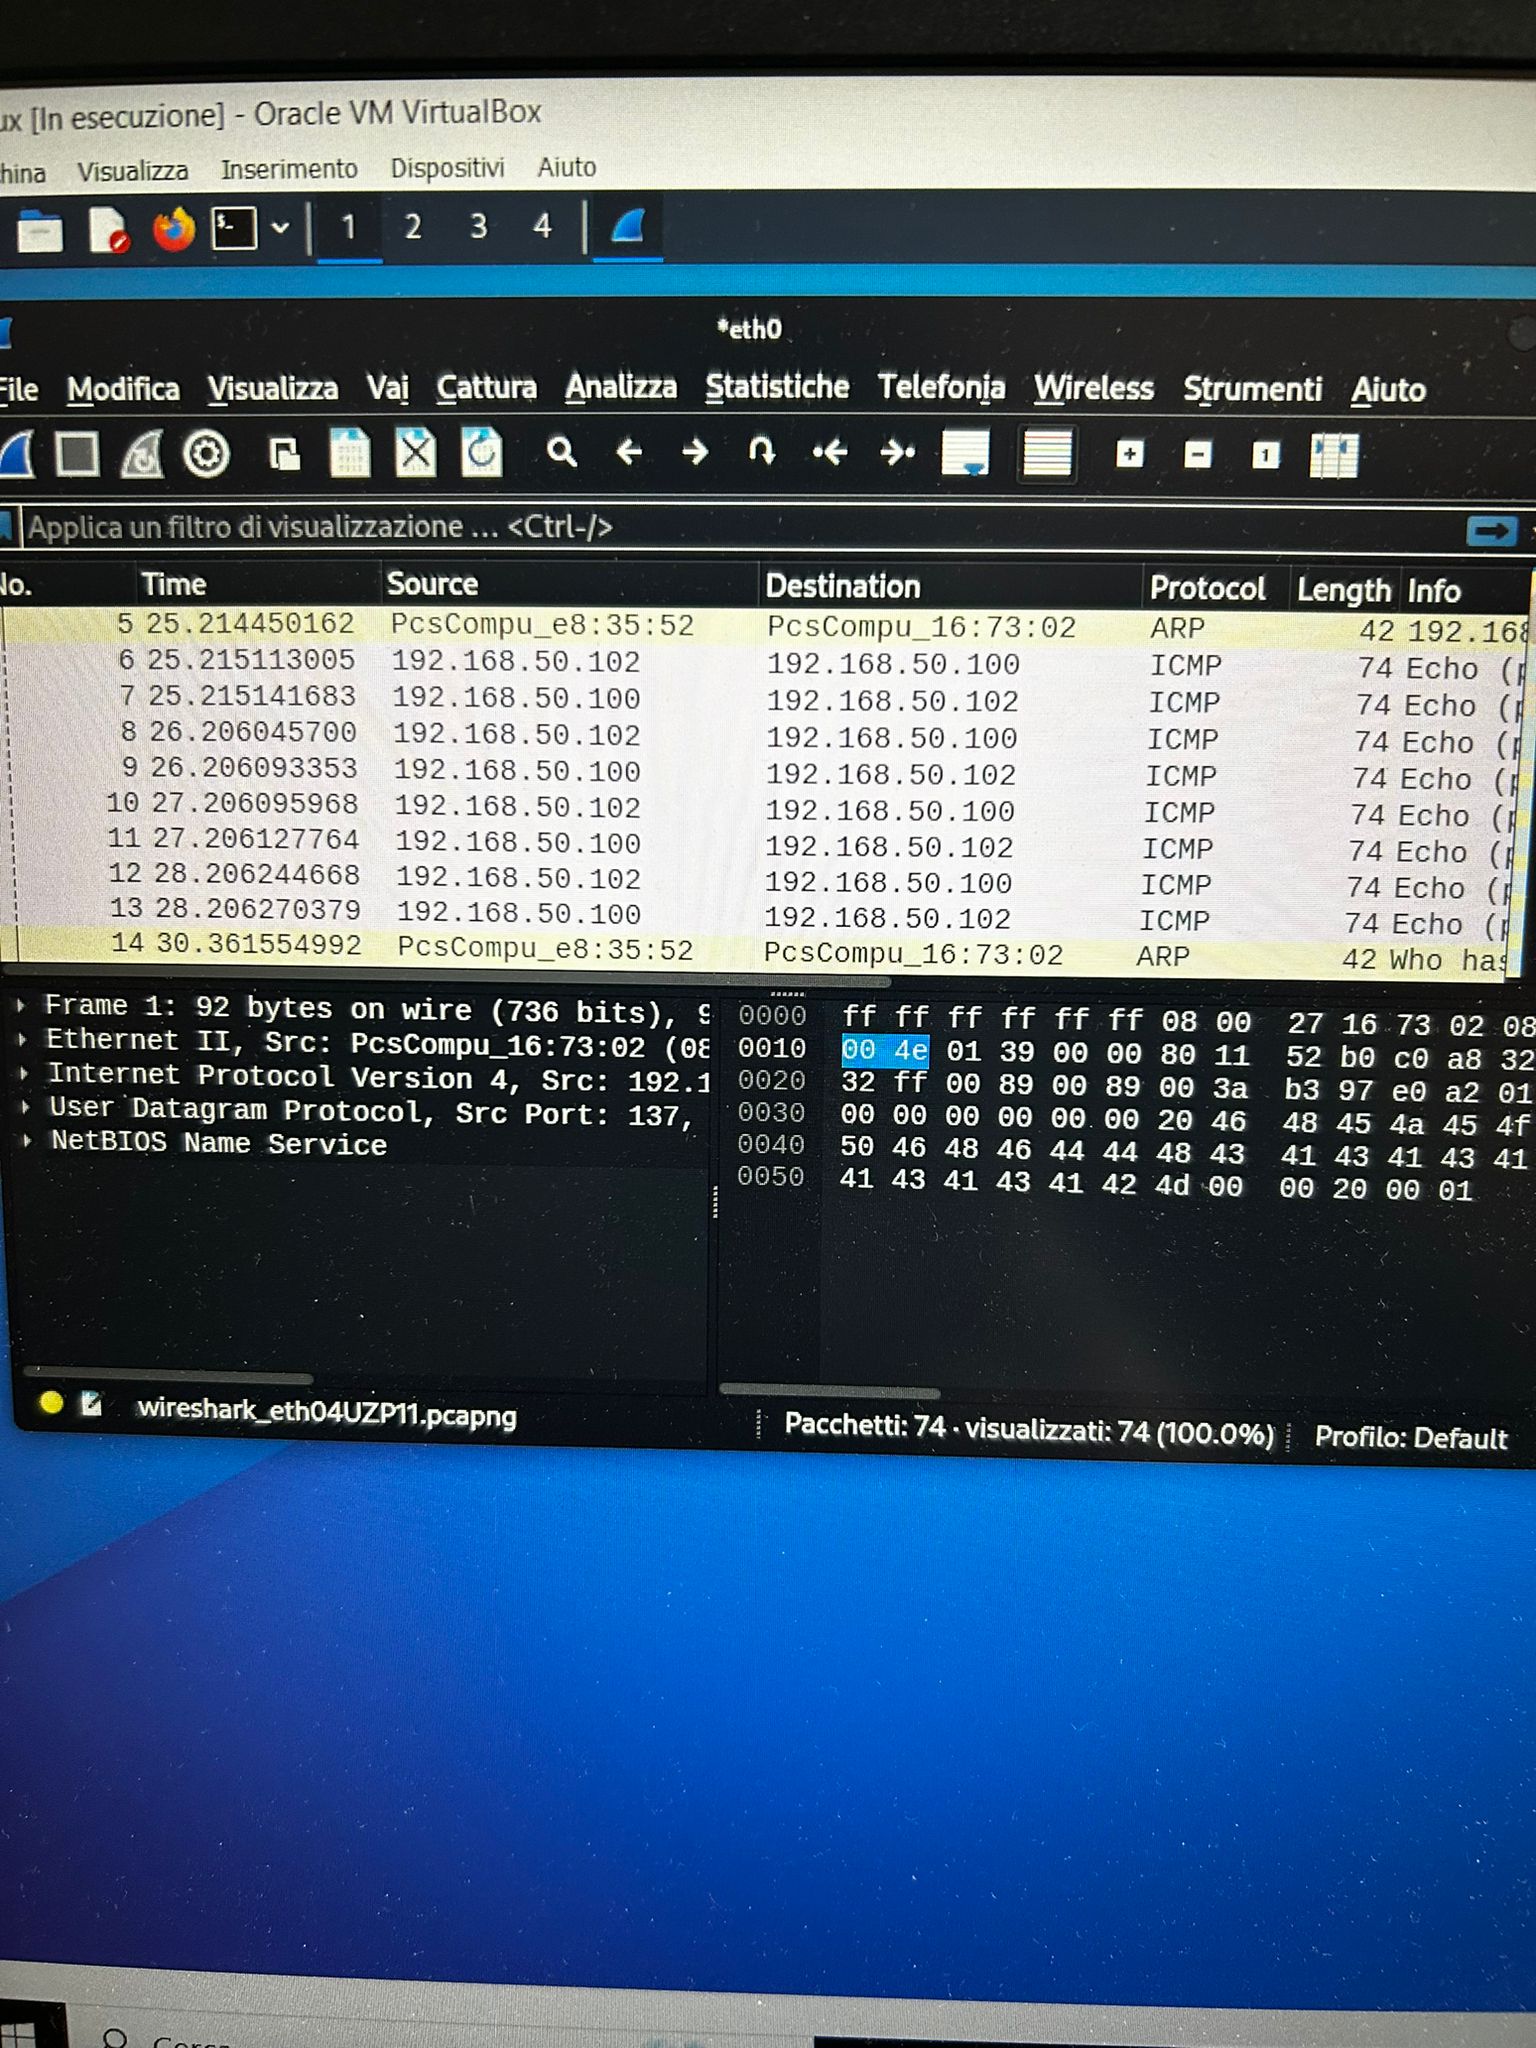 ux [In esecuzione] - Oracle VM VirtualBox
hina Visualizza Inserimento Dispositivi Aiuto
1 2 3 4
*eth0
File Modifica Visualizza Vai Cattura Analizza Statistiche Telefonia Wireless Strumenti Aiuto
Applica un filtro di visualizzazione ... <Ctrl-/>
No. Time Source Destination Protocol Length Info
5 25.214450162 PcsCompu_e8:35:52 PcsCompu_16:73:02 ARP 42 192.168
6 25.215113005 192.168.50.102 192.168.50.100 ICMP 74 Echo (p
7 25.215141683 192.168.50.100 192.168.50.102 ICMP 74 Echo (p
8 26.206045700 192.168.50.102 192.168.50.100 ICMP 74 Echo (p
9 26.206093353 192.168.50.100 192.168.50.102 ICMP 74 Echo (p
10 27.206095968 192.168.50.102 192.168.50.100 ICMP 74 Echo (p
11 27.206127764 192.168.50.100 192.168.50.102 ICMP 74 Echo (p
12 28.206244668 192.168.50.102 192.168.50.100 ICMP 74 Echo (p
13 28.206270379 192.168.50.100 192.168.50.102 ICMP 74 Echo (p
14 30.361554992 PcsCompu_e8:35:52 PcsCompu_16:73:02 ARP 42 Who has
Frame 1: 92 bytes on wire (736 bits), 9
Ethernet II, Src: PcsCompu_16:73:02 (08
Internet Protocol Version 4, Src: 192.1
User Datagram Protocol, Src Port: 137,
NetBIOS Name Service
0000 ff ff ff ff ff ff 08 00 27 16 73 02 08
0010 00 4e 01 39 00 00 80 11 52 b0 c0 a8 32
0020 32 ff 00 89 00 89 00 3a b3 97 e0 a2 01
0030 00 00 00 00 00 00 20 46 48 45 4a 45 4f
0040 50 46 48 46 44 44 48 43 41 43 41 43 41
0050 41 43 41 43 41 42 4d 00 00 20 00 01
wireshark_eth04UZP11.pcapng
Pacchetti: 74 · visualizzati: 74 (100.0%)
Profilo: Default